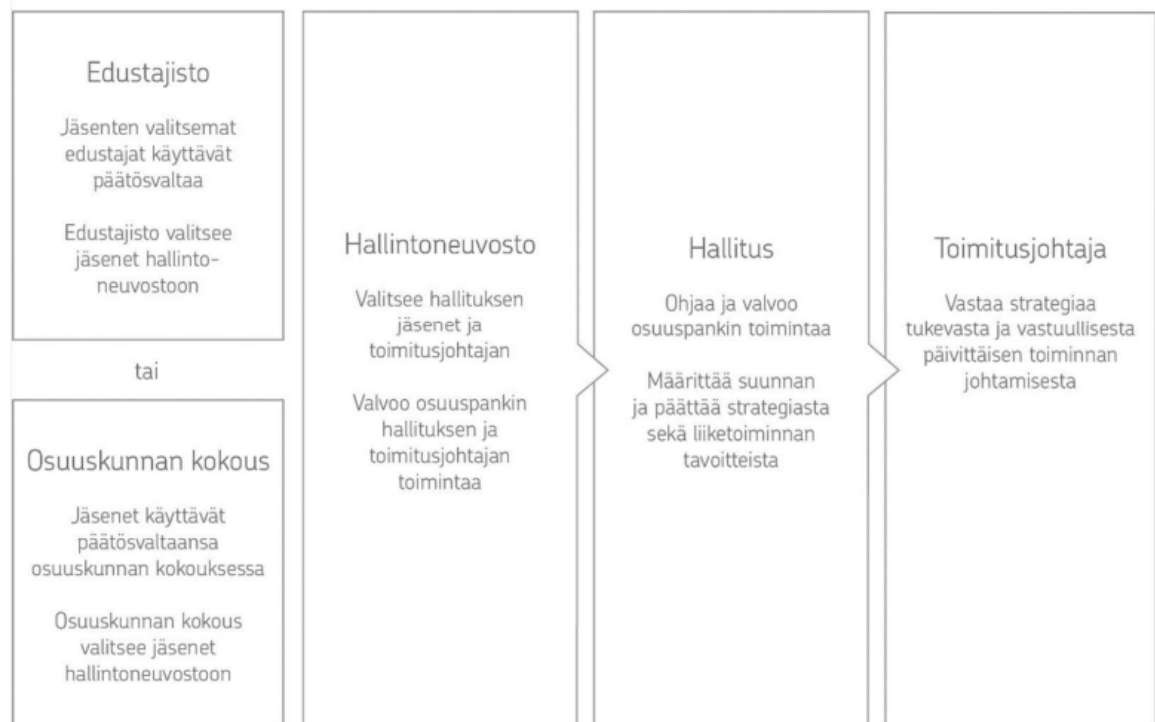 Edustajisto
Jäsenten valitsemat
edustajat käyttävät
päätösvaltaa
Edustajisto valitsee
jäsenet hallinto-
neuvostoon
tai
Osuuskunnan kokous
Jäsenet käyttävät
päätösvaltaansa
osuuskunnan kokouksessa
Osuuskunnan kokous
valitsee jäsenet
hallintoneuvostoon
Hallintoneuvosto
Valitsee hallituksen
jäsenet ja
toimitusjohtajan
Valvoo osuuspankin
hallituksen ja
toimitusjohtajan
toimintaa
Hallitus
Ohjaa ja valvoo
osuuspankin toimintaa
Määrittää suunnan
ja päättää strategiasta
sekä liiketoiminnan
tavoitteista
Toimitusjohtaja
Vastaa strategiaa
tukevasta ja vastuullisesta
päivittäisen toiminnan
johtamisesta